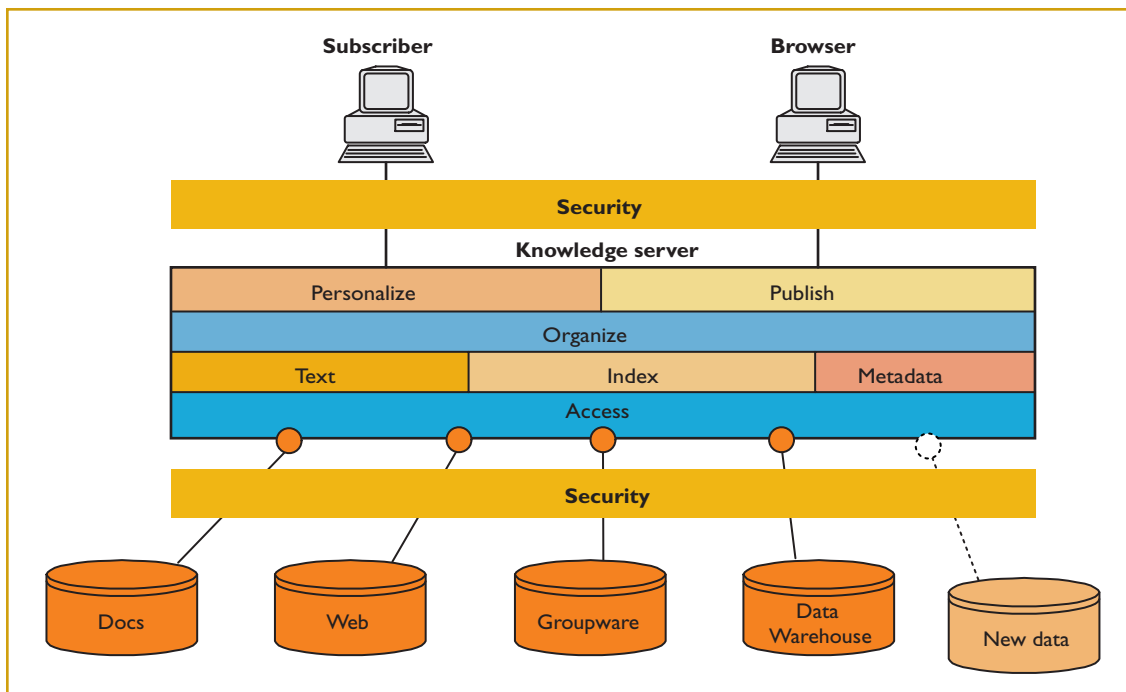 Subscriber
Browser
Security
Knowledge server
Personalize
Publish
Organize
Text
Index
Metadata
Access
Security
Docs
Web
Groupware
Data
Warehouse
New data